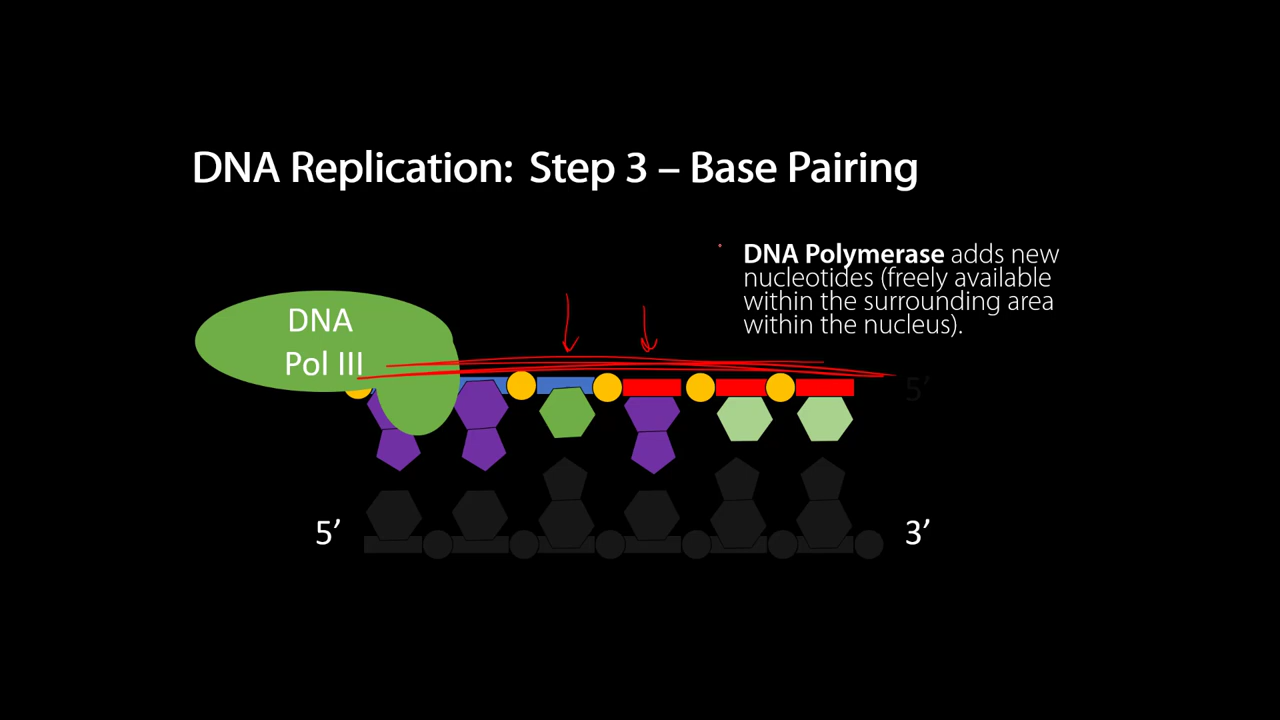 DNA Replication:  Step 3 – Base Pairing
DNA Polymerase adds new
nucleotides (freely available
within the surrounding area
within the nucleus).
DNA
Pol III
5’
5’
3’